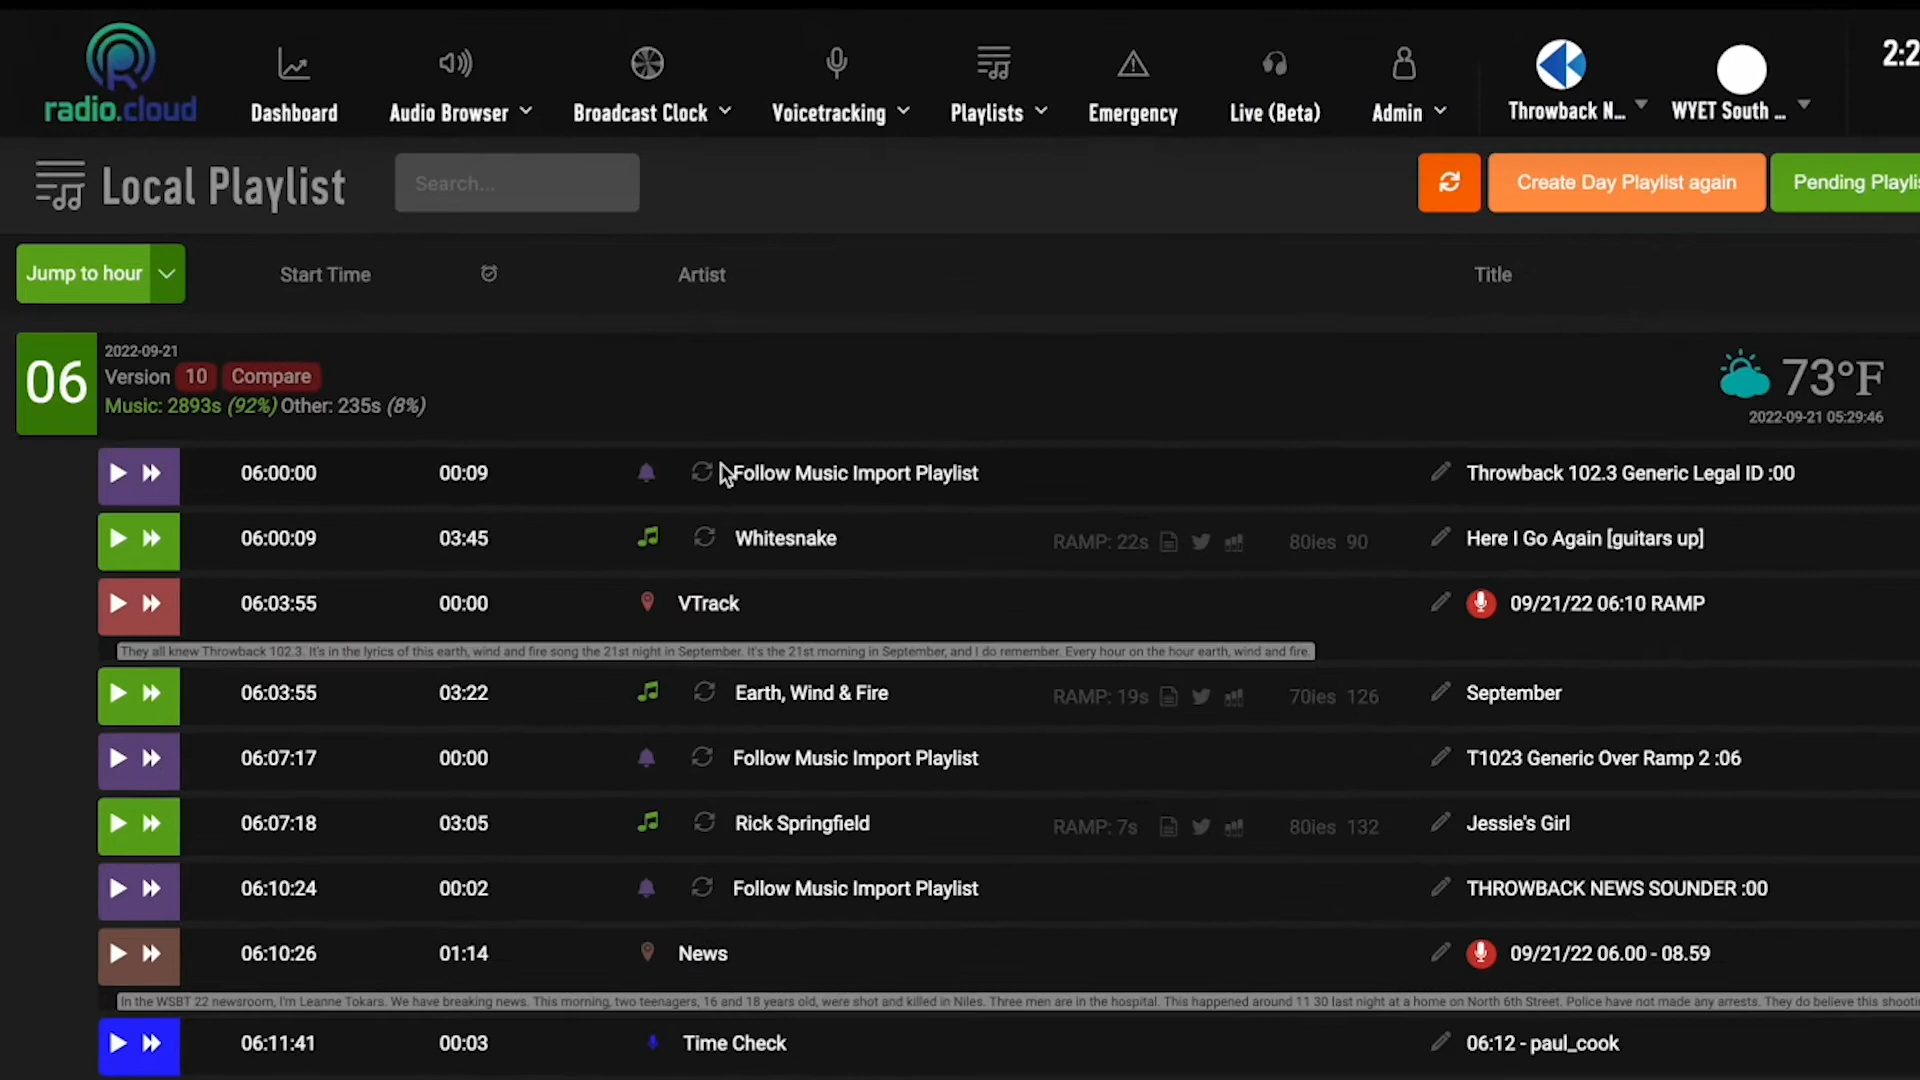 radio.cloud
Dashboard
Audio Browser
Broadcast Clock
Voicetracking
Playlists
Emergency
Live (Beta)
Admin
Throwback N...
WYET South ...
2:2
Local Playlist
Search...
Create Day Playlist again
Pending Playlis
Jump to hour
Start Time
Artist
Title
06
2022-09-21
Version 10 Compare
Music: 2893s (92%) Other: 235s (8%)
73°F
2022-09-21 05:29:46
06:00:00 00:09 Follow Music Import Playlist Throwback 102.3 Generic Legal ID :00
06:00:09 03:45 Whitesnake RAMP: 22s 80ies 90 Here I Go Again [guitars up]
06:03:55 00:00 VTrack 09/21/22 06:10 RAMP
They all knew Throwback 102.3. It's in the lyrics of this earth, wind and fire song the 21st night in September. It's the 21st morning in September, and I do remember. Every hour on the hour earth, wind and fire.
06:03:55 03:22 Earth, Wind & Fire RAMP: 19s 70ies 126 September
06:07:17 00:00 Follow Music Import Playlist T1023 Generic Over Ramp 2 :06
06:07:18 03:05 Rick Springfield RAMP: 7s 80ies 132 Jessie's Girl
06:10:24 00:02 Follow Music Import Playlist THROWBACK NEWS SOUNDER :00
06:10:26 01:14 News 09/21/22 06.00 - 08.59
In the WSBT 22 newsroom, I'm Leanne Tokars. We have breaking news. This morning, two teenagers, 16 and 18 years old, were shot and killed in Niles. Three men are in the hospital. This happened around 11 30 last night at a home on North 6th Street. Police have not made any arrests. They do believe this shooti
06:11:41 00:03 Time Check 06:12 - paul_cook